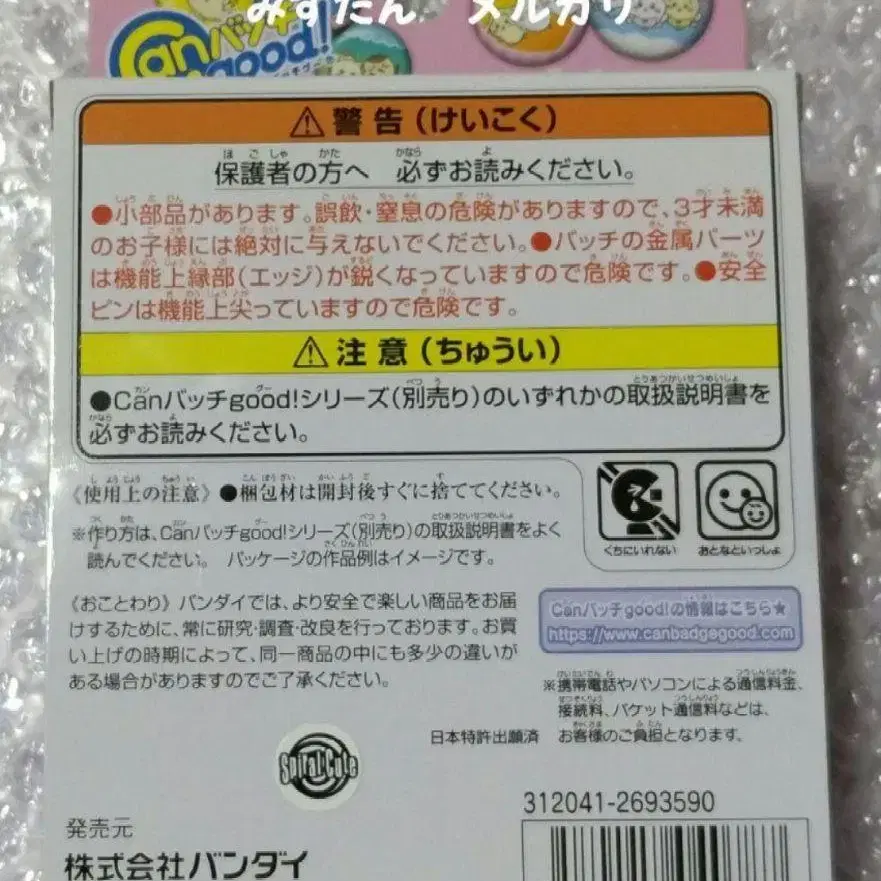 みずたん メルカリ
Canバッチ
good!
⚠警告(けいこく)
保護者の方へ 必ずお読みください。
●小部品があります。誤飲・窒息の危険がありますので、3才未満
のお子様には絶対に与えないでください。●バッチの金属パーツ
は機能上縁部(エッジ)が鋭くなっていますので危険です。●安全
ピンは機能上尖っていますので危険です。
⚠注意(ちゅうい)
●Canバッチgood!シリーズ(別売り)のいずれかの取扱説明書を
必ずお読みください。
《使用上の注意》●梱包材は開封後すぐに捨ててください。
※作り方は、Canバッチgood!シリーズ(別売り)の取扱説明書をよく
読んでください。 パッケージの作品例はイメージです。
くちにいれない
おとなといっしょ
《おことわり》バンダイでは、より安全で楽しい商品をお届
けするために、常に研究・調査・改良を行っております。お買
い上げの時期によって、同一商品の中にも多少の違いが
ある場合がありますのでご了承ください。
Canバッチgood!の情報はこちら★
https://www.canbadgegood.com
※携帯電話やパソコンによる通信料金、
接続料、パケット通信料などは、
お客様のご負担となります。
日本特許出願済
Spiral Cute
312041-2693590
発売元
株式会社バンダイ